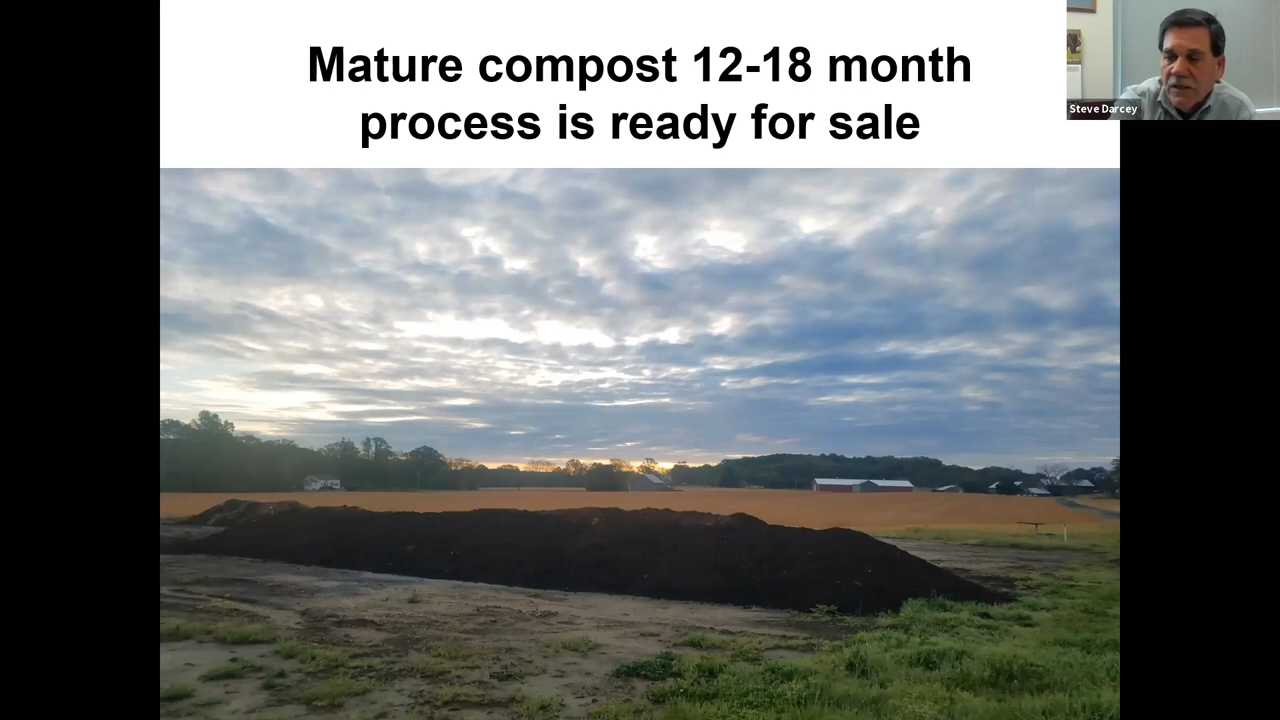 Mature compost 12-18 month
process is ready for sale
Steve Darcey